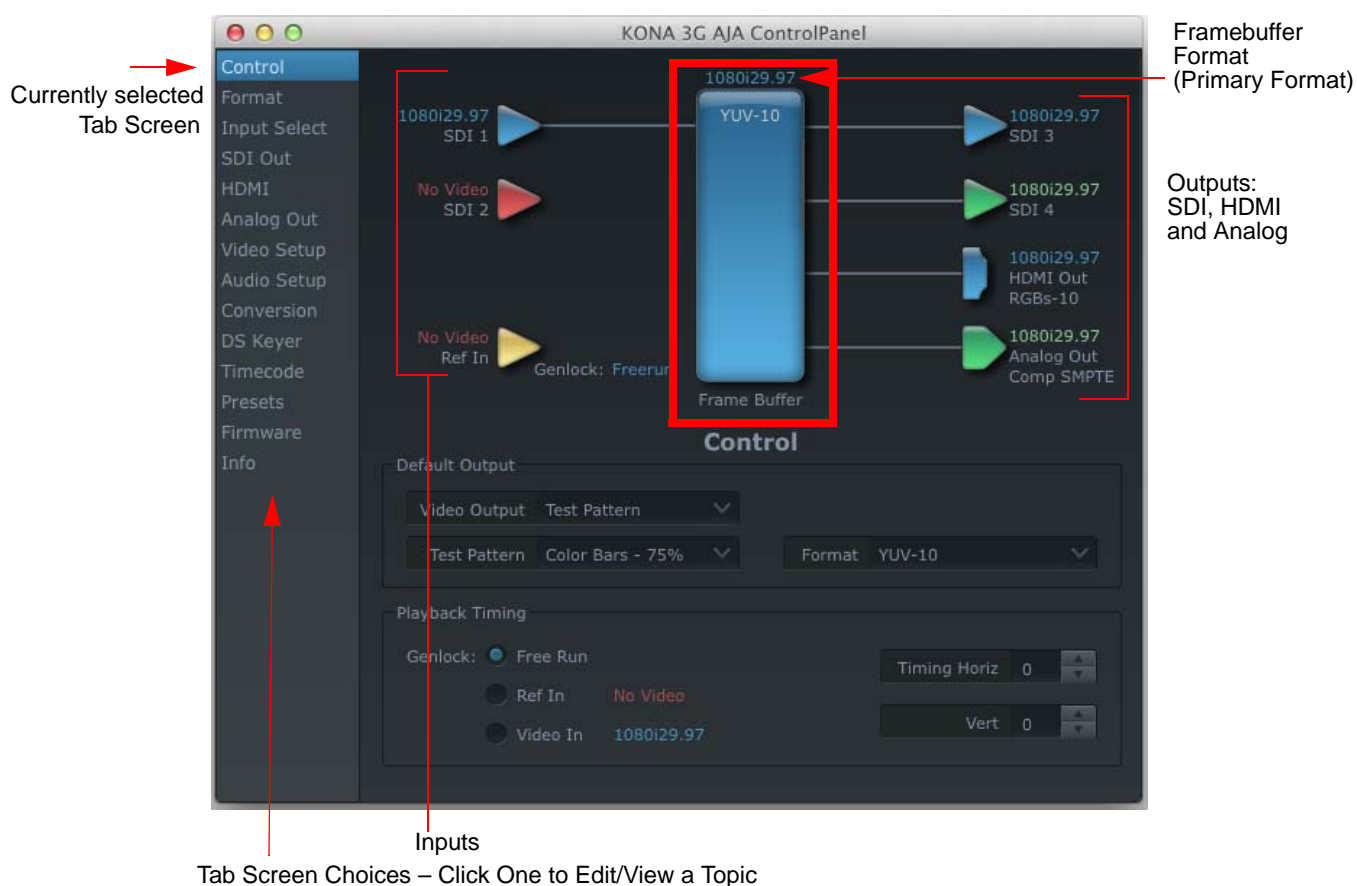 KONA 3G AJA ControlPanel
Framebuffer
Format
(Primary Format)
Currently selected
Tab Screen
Control
Format
Input Select
SDI Out
HDMI
Analog Out
Video Setup
Audio Setup
Conversion
DS Keyer
Timecode
Presets
Firmware
Info
1080i29.97
SDI 1
No Video
SDI 2
No Video
Ref In
Genlock: Freerun
1080i29.97
YUV-10
Frame Buffer
1080i29.97
SDI 3
1080i29.97
SDI 4
1080i29.97
HDMI Out
RGBs-10
1080i29.97
Analog Out
Comp SMPTE
Outputs:
SDI, HDMI
and Analog
Control
Default Output
Video Output Test Pattern
Test Pattern Color Bars - 75% Format YUV-10
Playback Timing
Genlock: Free Run
Ref In No Video
Video In 1080i29.97
Timing Horiz 0
Vert 0
Inputs
Tab Screen Choices – Click One to Edit/View a Topic